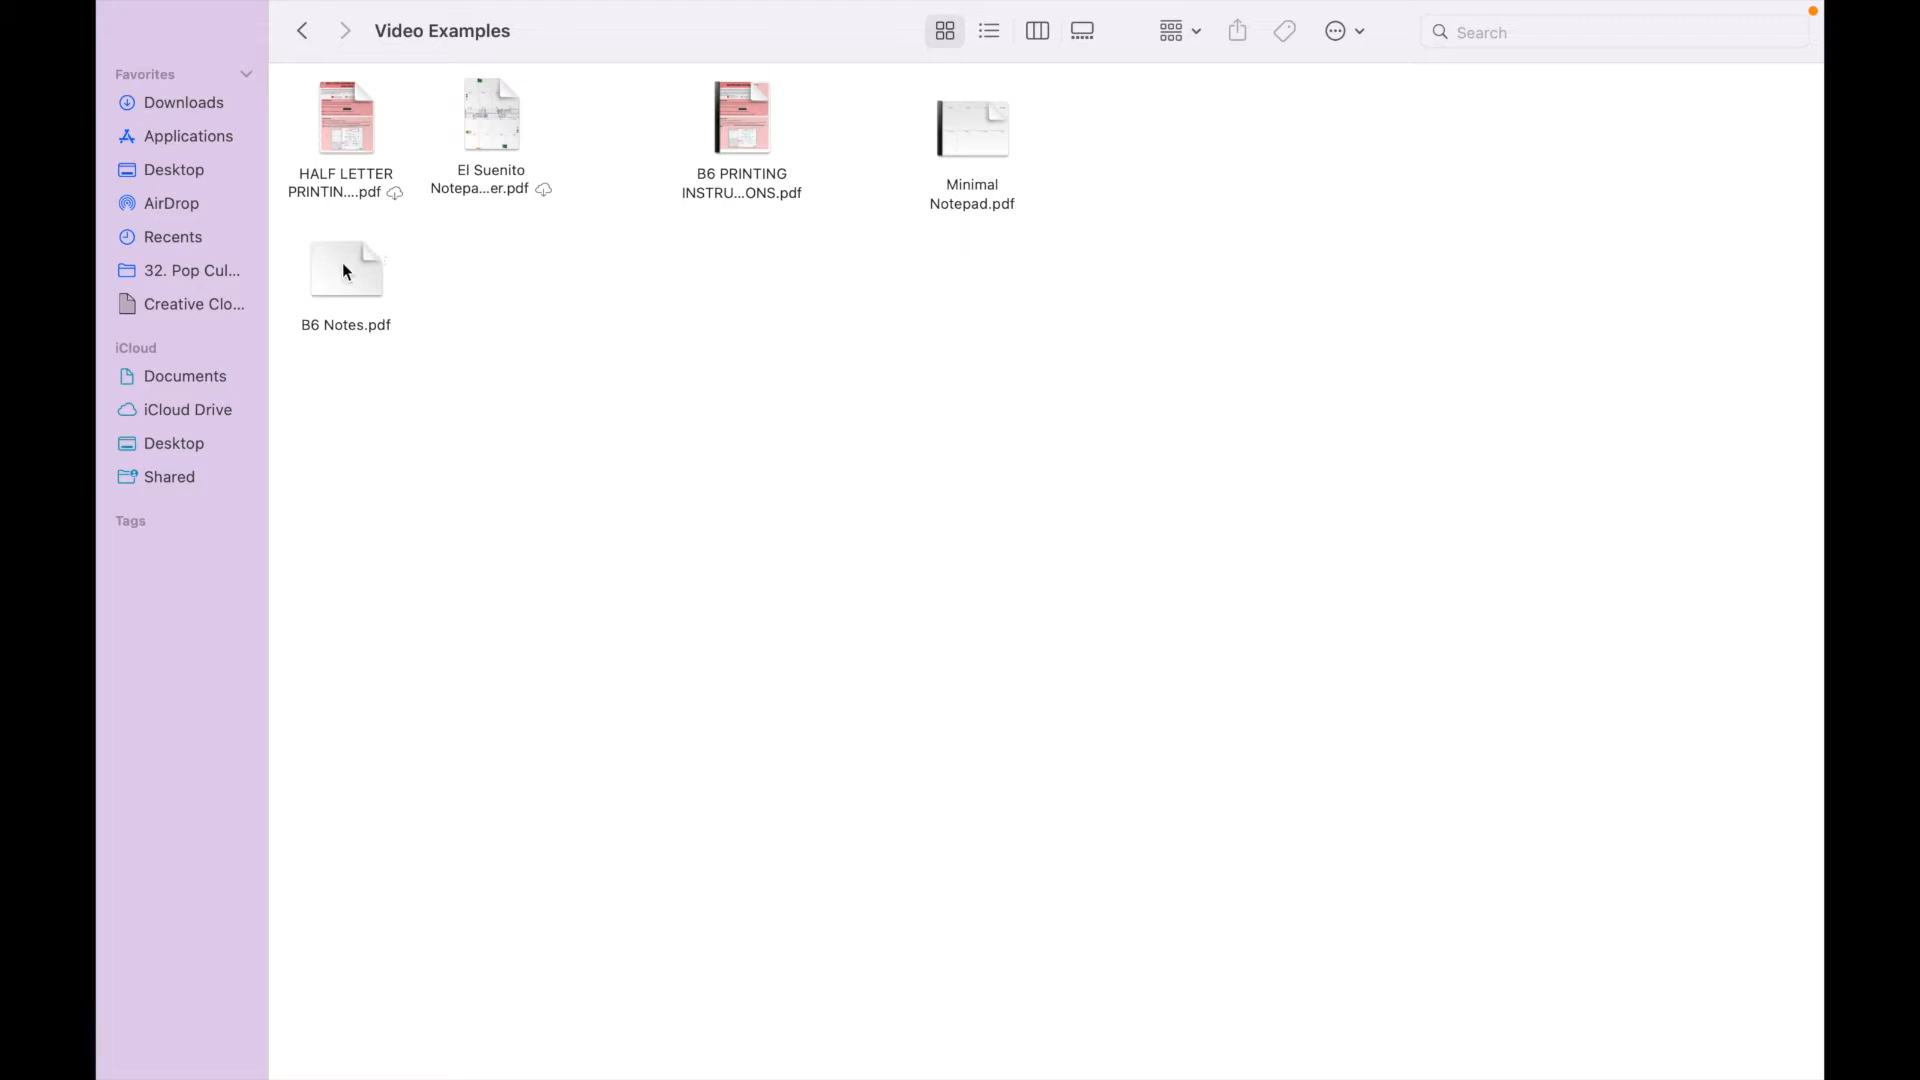 Video Examples
Search
Favorites
Downloads
Applications
Desktop
AirDrop
Recents
32. Pop Cul...
Creative Clo...
iCloud
Documents
iCloud Drive
Desktop
Shared
Tags
HALF LETTER
PRINTIN....pdf
El Suenito
Notepa...er.pdf
B6 PRINTING
INSTRU...ONS.pdf
Minimal
Notepad.pdf
B6 Notes.pdf